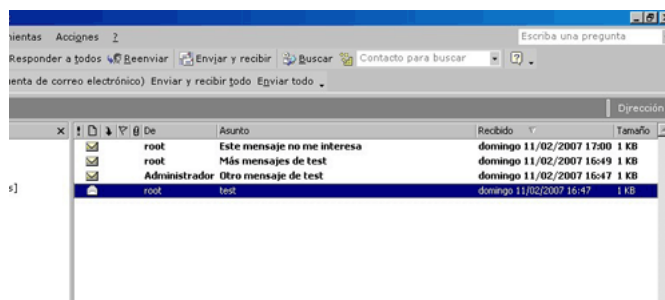 mientas Acciones ? Escriba una pregunta
Responder a todos Reenviar Enviar y recibir Buscar Contacto para buscar
uenta de correo electrónico) Enviar y recibir todo Enviar todo
Dirección
! De Asunto Recibido Tamaño
root Este mensaje no me interesa domingo 11/02/2007 17:00 1 KB
root Más mensajes de test domingo 11/02/2007 16:49 1 KB
Administrador Otro mensaje de test domingo 11/02/2007 16:47 1 KB
s] root test domingo 11/02/2007 16:47 1 KB